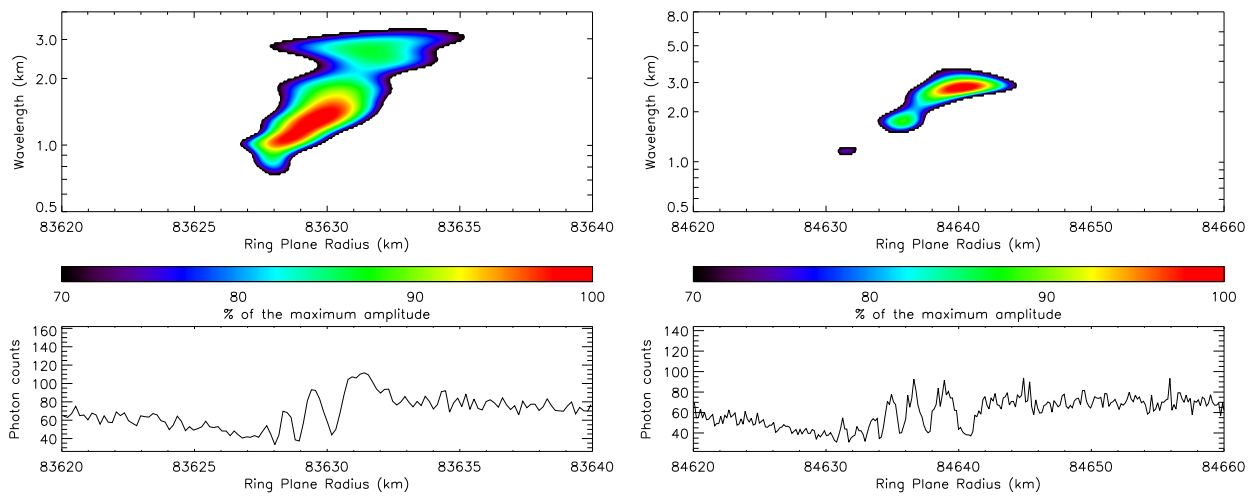 Wavelength (km)
3.0
2.0
1.0
0.5
83620 83625 83630 83635 83640
Ring Plane Radius (km)
Wavelength (km)
8.0
5.0
3.0
2.0
1.0
0.5
84620 84630 84640 84650 84660
Ring Plane Radius (km)
70 80 90 100
% of the maximum amplitude
70 80 90 100
% of the maximum amplitude
Photon counts
160
140
120
100
80
60
40
83620 83625 83630 83635 83640
Ring Plane Radius (km)
Photon counts
140
120
100
80
60
40
84620 84630 84640 84650 84660
Ring Plane Radius (km)